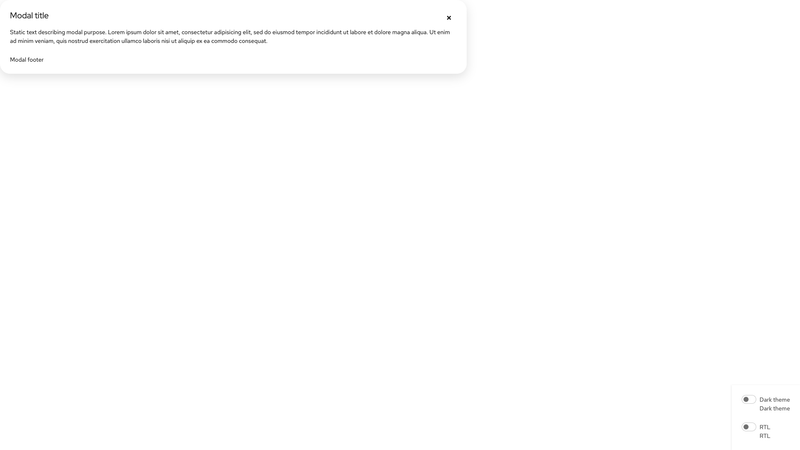 Modal title
Static text describing modal purpose. Lorem ipsum dolor sit amet, consectetur adipisicing elit, sed do eiusmod tempor incididunt ut labore et dolore magna aliqua. Ut enim
ad minim veniam, quis nostrud exercitation ullamco laboris nisi ut aliquip ex ea commodo consequat.
Modal footer
Dark theme
Dark theme
RTL
RTL